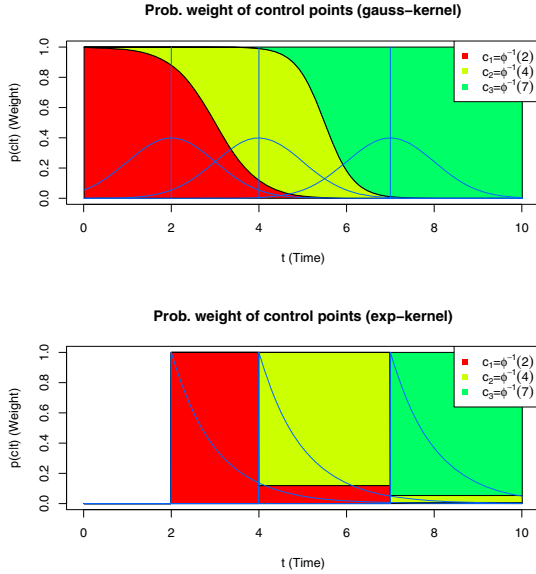 Prob. weight of control points (gauss−kernel)
p(c|t) (Weight)
1.0
0.8
0.6
0.4
0.2
0.0
c₁=ϕ⁻¹(2)
c₂=ϕ⁻¹(4)
c₃=ϕ⁻¹(7)
0 2 4 6 8 10
t (Time)
Prob. weight of control points (exp−kernel)
p(c|t) (Weight)
1.0
0.8
0.6
0.4
0.2
0.0
c₁=ϕ⁻¹(2)
c₂=ϕ⁻¹(4)
c₃=ϕ⁻¹(7)
0 2 4 6 8 10
t (Time)